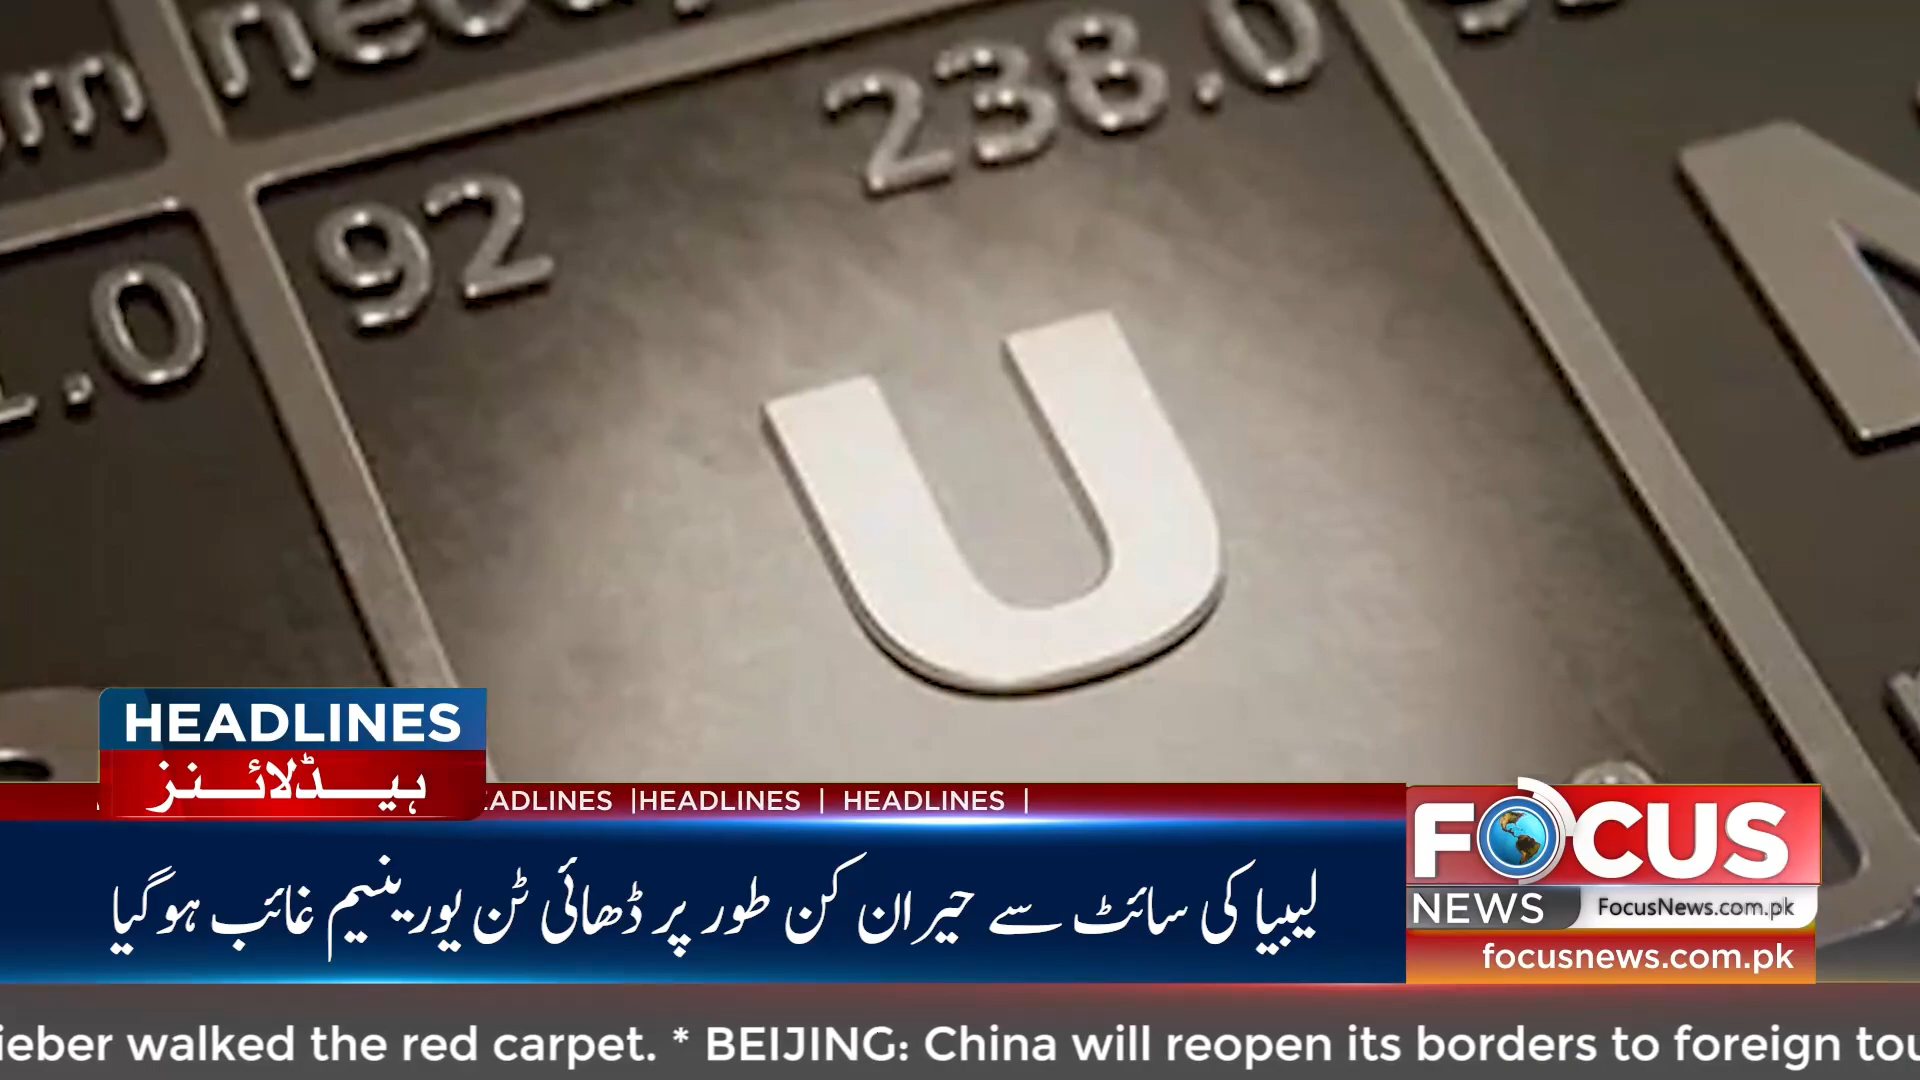 238.0
92
U
1.0
HEADLINES
ہیڈلائنز
HEADLINES | HEADLINES |
لیبیا کی سائٹ سے حیران کن طور پر ڈھائی ٹن یورینیم غائب ہوگیا
FOCUS
NEWS
FocusNews.com.pk
focusnews.com.pk
ieber walked the red carpet. * BEIJING: China will reopen its borders to foreign tou